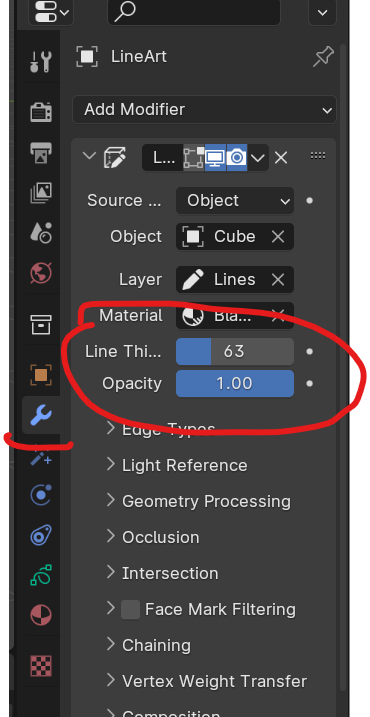 LineArt
Add Modifier
L...
Source ... Object
Object Cube
Layer Lines
Material Bla...
Line Thi... 63
Opacity 1.00
Edge Types
Light Reference
Geometry Processing
Occlusion
Intersection
Face Mark Filtering
Chaining
Vertex Weight Transfer
Composition